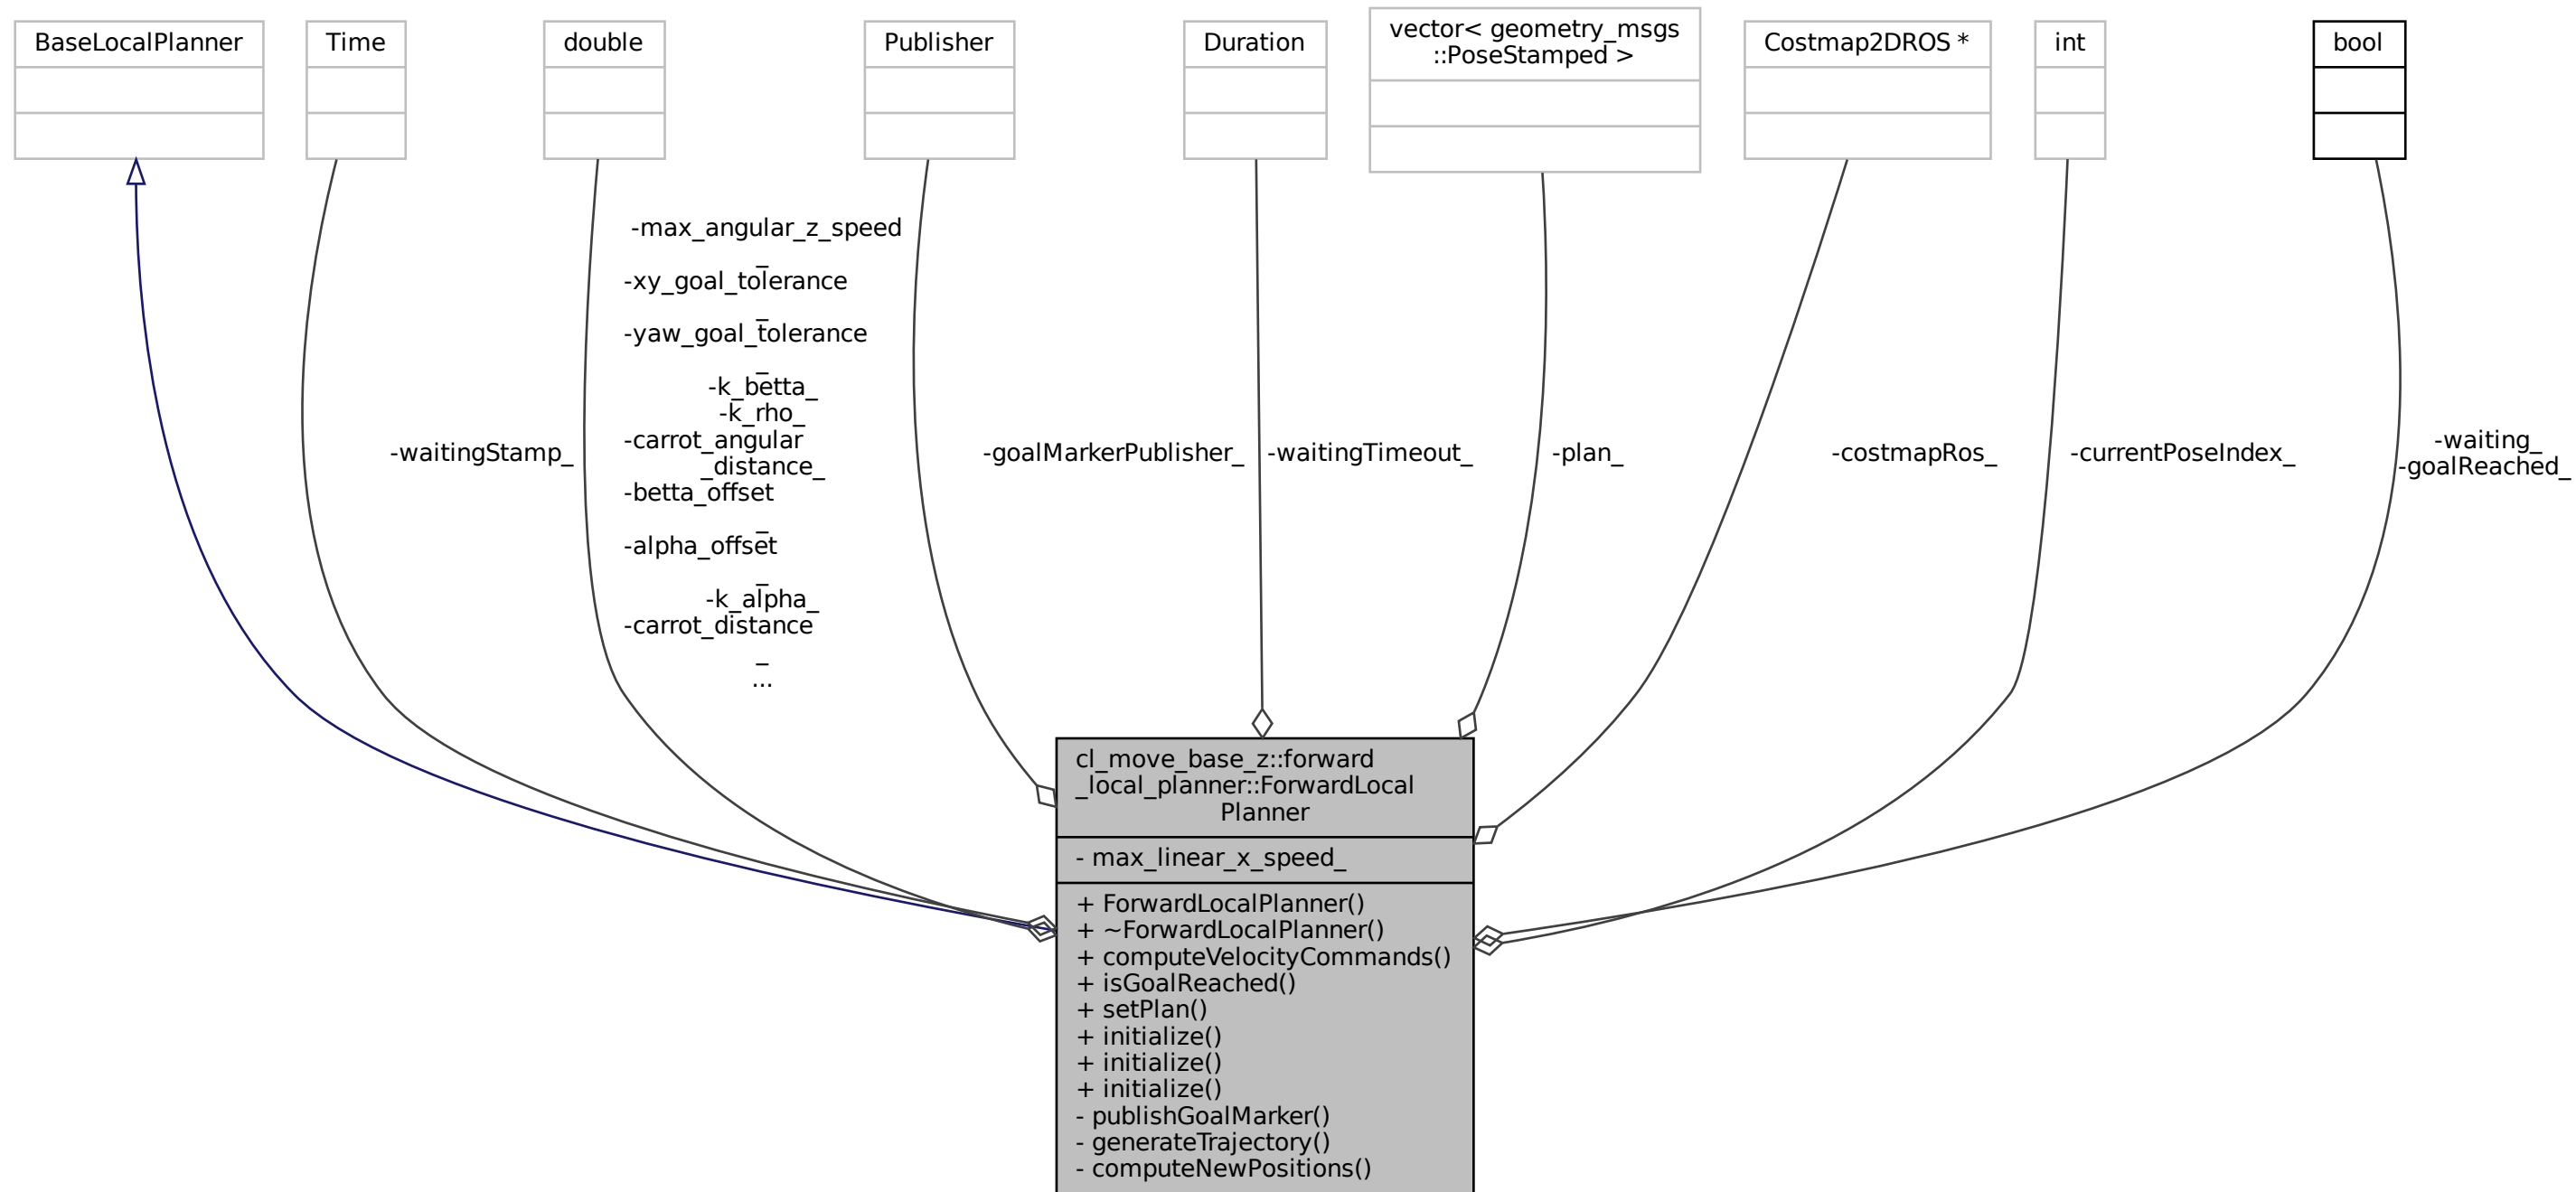 BaseLocalPlanner
Time
double
Publisher
Duration
vector< geometry_msgs
::PoseStamped >
Costmap2DROS *
int
bool
-max_angular_z_speed
_
-xy_goal_tolerance
_
-yaw_goal_tolerance
_
-k_betta_
-k_rho_
-carrot_angular
_distance_
-betta_offset
_
-alpha_offset
_
-k_alpha_
-carrot_distance
_
...
-waitingStamp_
-goalMarkerPublisher_
-waitingTimeout_
-plan_
-costmapRos_
-currentPoseIndex_
-waiting_
-goalReached_
cl_move_base_z::forward
_local_planner::ForwardLocal
Planner
- max_linear_x_speed_
+ ForwardLocalPlanner()
+ ~ForwardLocalPlanner()
+ computeVelocityCommands()
+ isGoalReached()
+ setPlan()
+ initialize()
+ initialize()
+ initialize()
- publishGoalMarker()
- generateTrajectory()
- computeNewPositions()